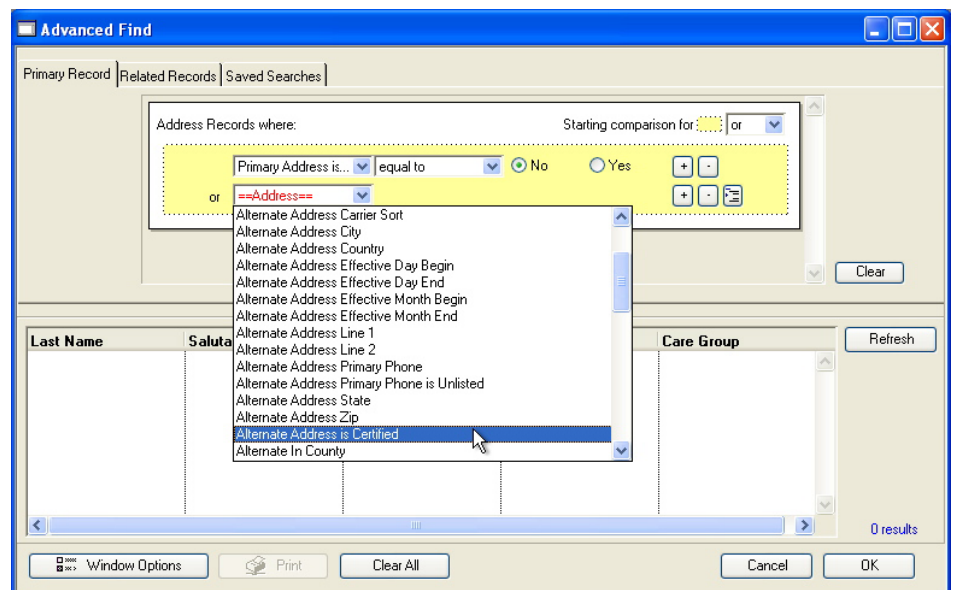 Advanced Find
Primary Record Related Records Saved Searches
Address Records where: Starting comparison for or
Primary Address is... equal to No Yes + -
or ==Address== + -
Alternate Address Carrier Sort
Alternate Address City
Alternate Address Country
Alternate Address Effective Day Begin
Alternate Address Effective Day End
Alternate Address Effective Month Begin
Alternate Address Effective Month End
Alternate Address Line 1
Alternate Address Line 2
Alternate Address Primary Phone
Alternate Address Primary Phone is Unlisted
Alternate Address State
Alternate Address Zip
Alternate Address is Certified
Alternate In County
Clear
Last Name Saluta Care Group Refresh
0 results
Window Options Print Clear All Cancel OK